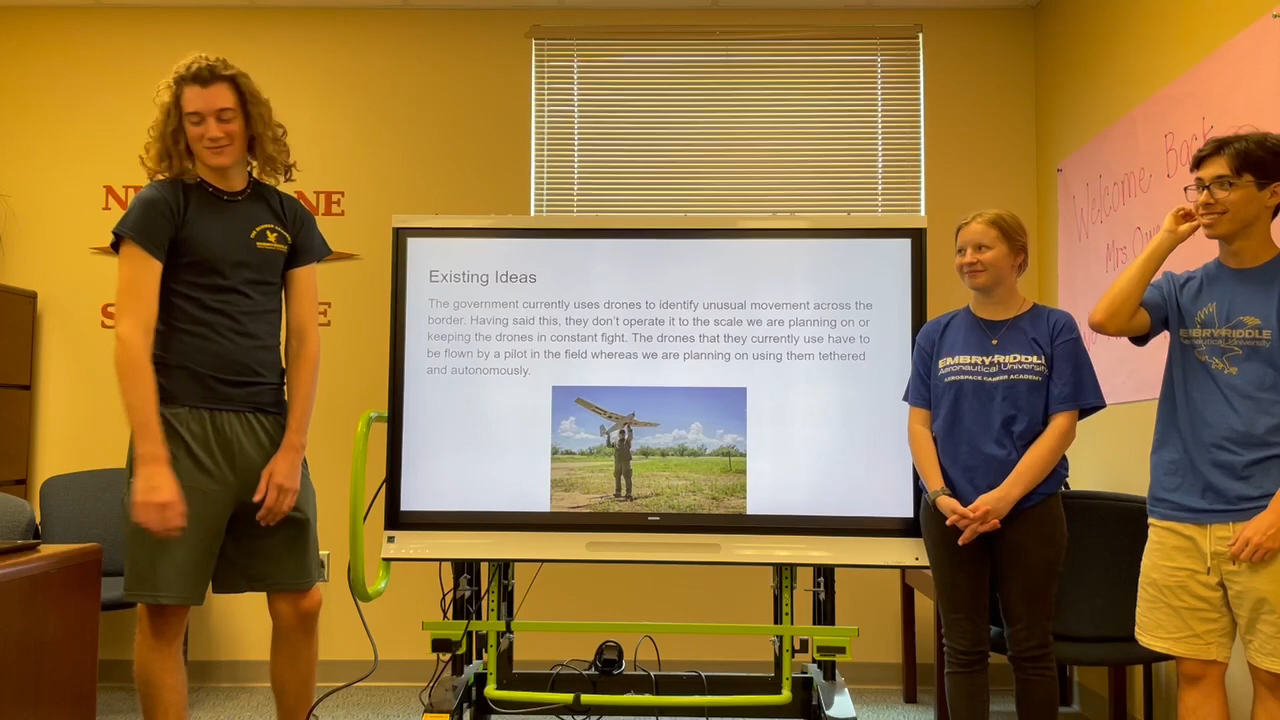 Existing Ideas
The government currently uses drones to identify unusual movement across the
border. Having said this, they don't operate it to the scale we are planning on or
keeping the drones in constant fight. The drones that they currently use have to
be flown by a pilot in the field whereas we are planning on using them tethered
and autonomously.
EMBRY-RIDDLE
Aeronautical University
AEROSPACE CAREER ACADEMY
EMBRY-RIDDLE
Aeronautical University
Welcome Back
Mrs.
NE